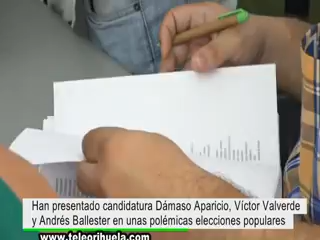 Han presentado candidatura Dámaso Aparicio, Víctor Valverde
y Andrés Ballester en unas polémicas elecciones populares
www.teleorihuela.com